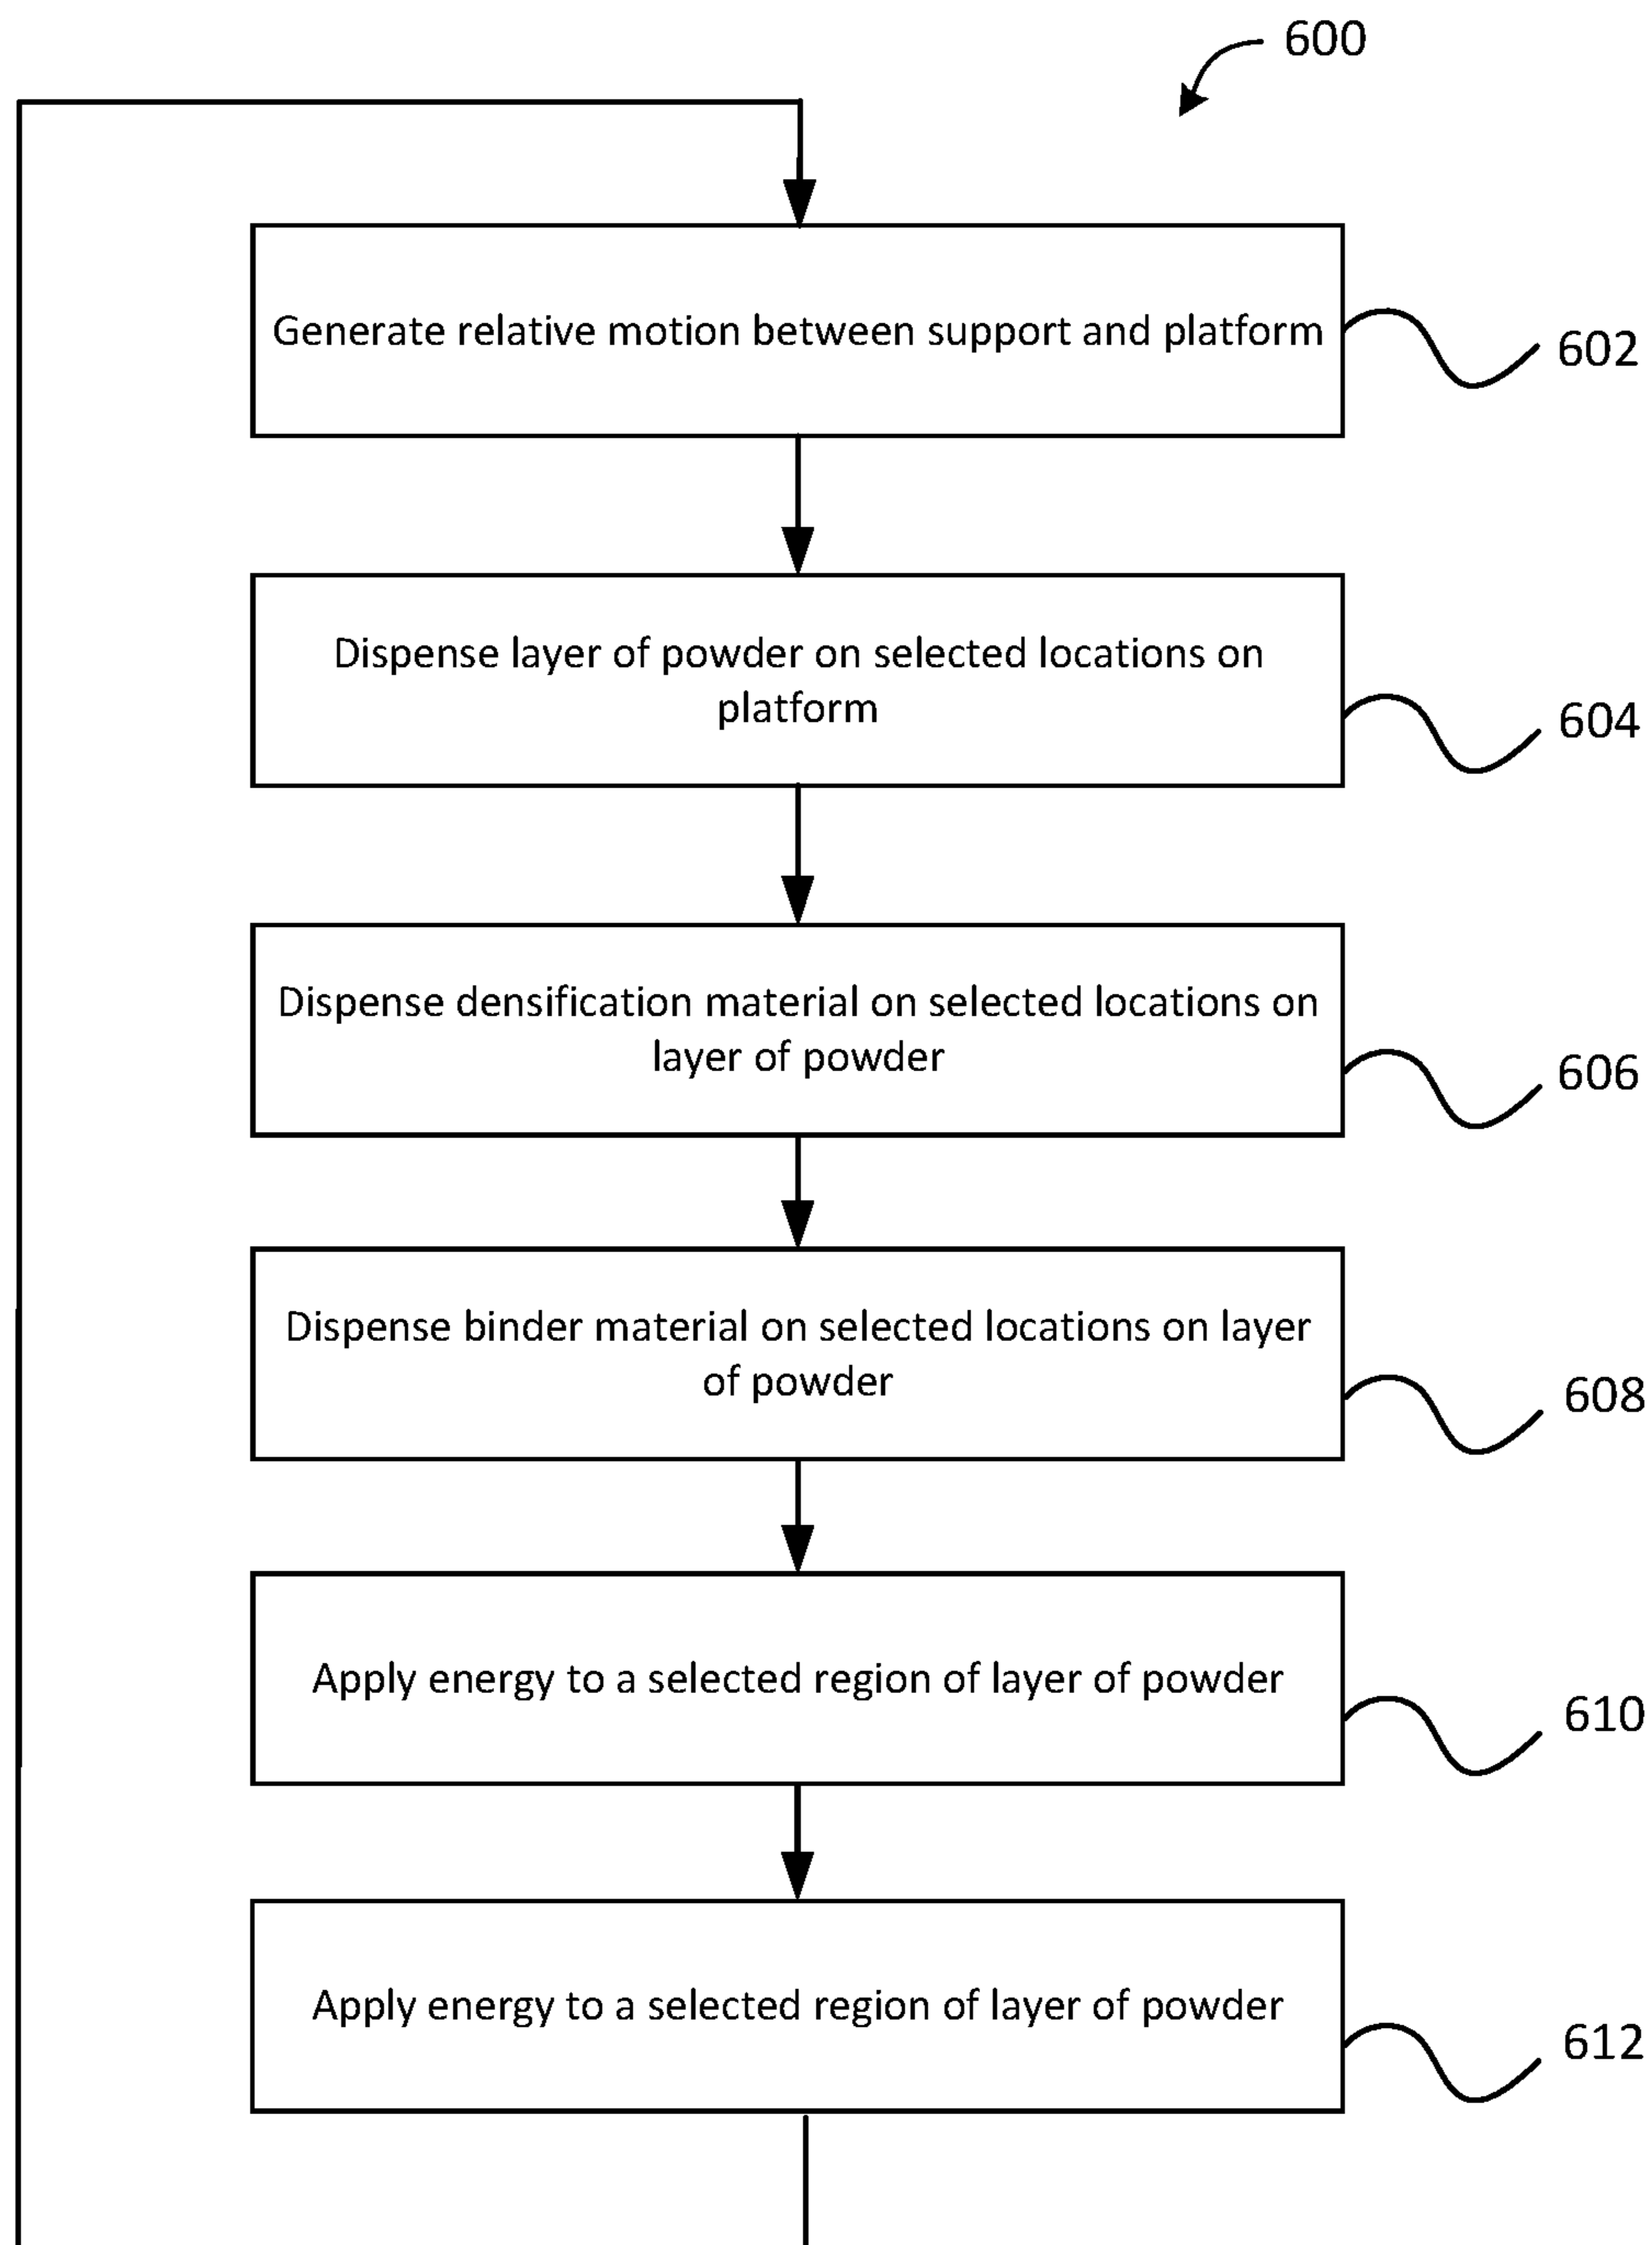 600
Generate relative motion between support and platform
602
Dispense layer of powder on selected locations on
platform
604
Dispense densification material on selected locations on
layer of powder
606
Dispense binder material on selected locations on layer
of powder
608
Apply energy to a selected region of layer of powder
610
Apply energy to a selected region of layer of powder
612